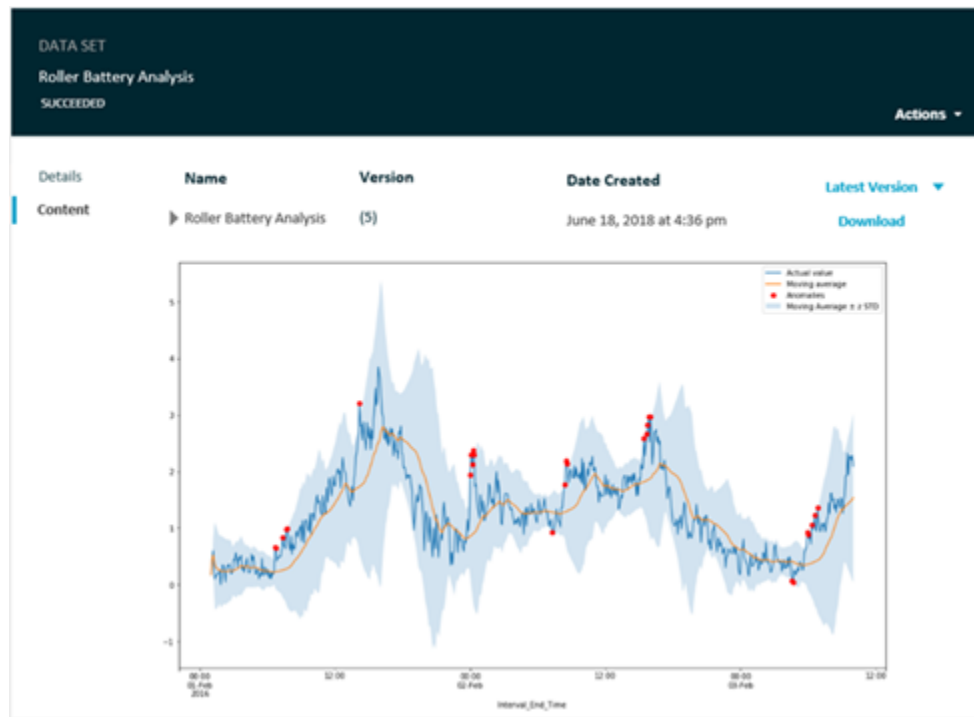 DATA SET
Roller Battery Analysis
SUCCEEDED
Actions
Details
Content
Name Version Date Created Latest Version
Roller Battery Analysis (5) June 18, 2018 at 4:36 pm Download
Actual value
Moving average
Anomalies
Moving Average ± 2 STD
5
4
3
2
1
0
-1
00:00 12:00 00:00 12:00 00:00 12:00
01-Feb 02-Feb 03-Feb
2016
Interval_End_Time